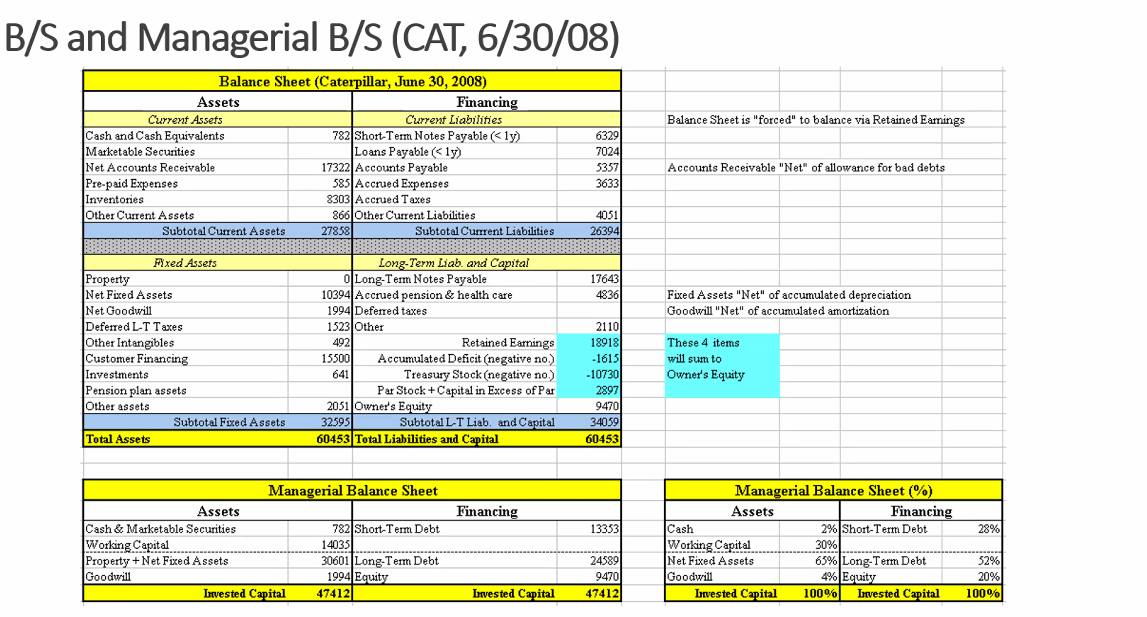 B/S and Managerial B/S (CAT, 6/30/08)
Balance Sheet (Caterpillar, June 30, 2008)
Assets Financing
Current Assets Current Liabilities Balance Sheet is "forced" to balance via Retained Earnings
Cash and Cash Equivalents 782 Short-Term Notes Payable (< 1y) 6329
Marketable Securities Loans Payable (< 1y) 7024
Net Accounts Receivable 17322 Accounts Payable 5357 Accounts Receivable "Net" of allowance for bad debts
Pre-paid Expenses 585 Accrued Expenses 3633
Inventories 8303 Accrued Taxes
Other Current Assets 866 Other Current Liabilities 4051
Subtotal Current Assets 27858 Subtotal Currrent Liabilities 26394
Fixed Assets Long-Term Liab. and Capital
Property 0 Long-Term Notes Payable 17643
Net Fixed Assets 10394 Accrued pension & health care 4836 Fixed Assets "Net" of accumulated depreciation
Net Goodwill 1994 Deferred taxes Goodwill "Net" of accumulated amortization
Deferred L-T Taxes 1523 Other 2110
Other Intangibles 492 Retained Earnings 18918 These 4 items
Customer Financing 15500 Accumulated Deficit (negative no.) -1615 will sum to
Investments 641 Treasury Stock (negative no.) -10730 Owner's Equity
Pension plan assets Par Stock + Capital in Excess of Par 2897
Other assets 2051 Owner's Equity 9470
Subtotal Fixed Assets 32595 Subtotal L-T Liab. and Capital 34059
Total Assets 60453 Total Liabilities and Capital 60453
Managerial Balance Sheet Managerial Balance Sheet (%)
Assets Financing Assets Financing
Cash & Marketable Securities 782 Short-Term Debt 13353 Cash 2% Short-Term Debt 28%
Working Capital 14035 Working Capital 30%
Property + Net Fixed Assets 30601 Long-Term Debt 24589 Net Fixed Assets 65% Long-Term Debt 52%
Goodwill 1994 Equity 9470 Goodwill 4% Equity 20%
Invested Capital 47412 Invested Capital 47412 Invested Capital 100% Invested Capital 100%